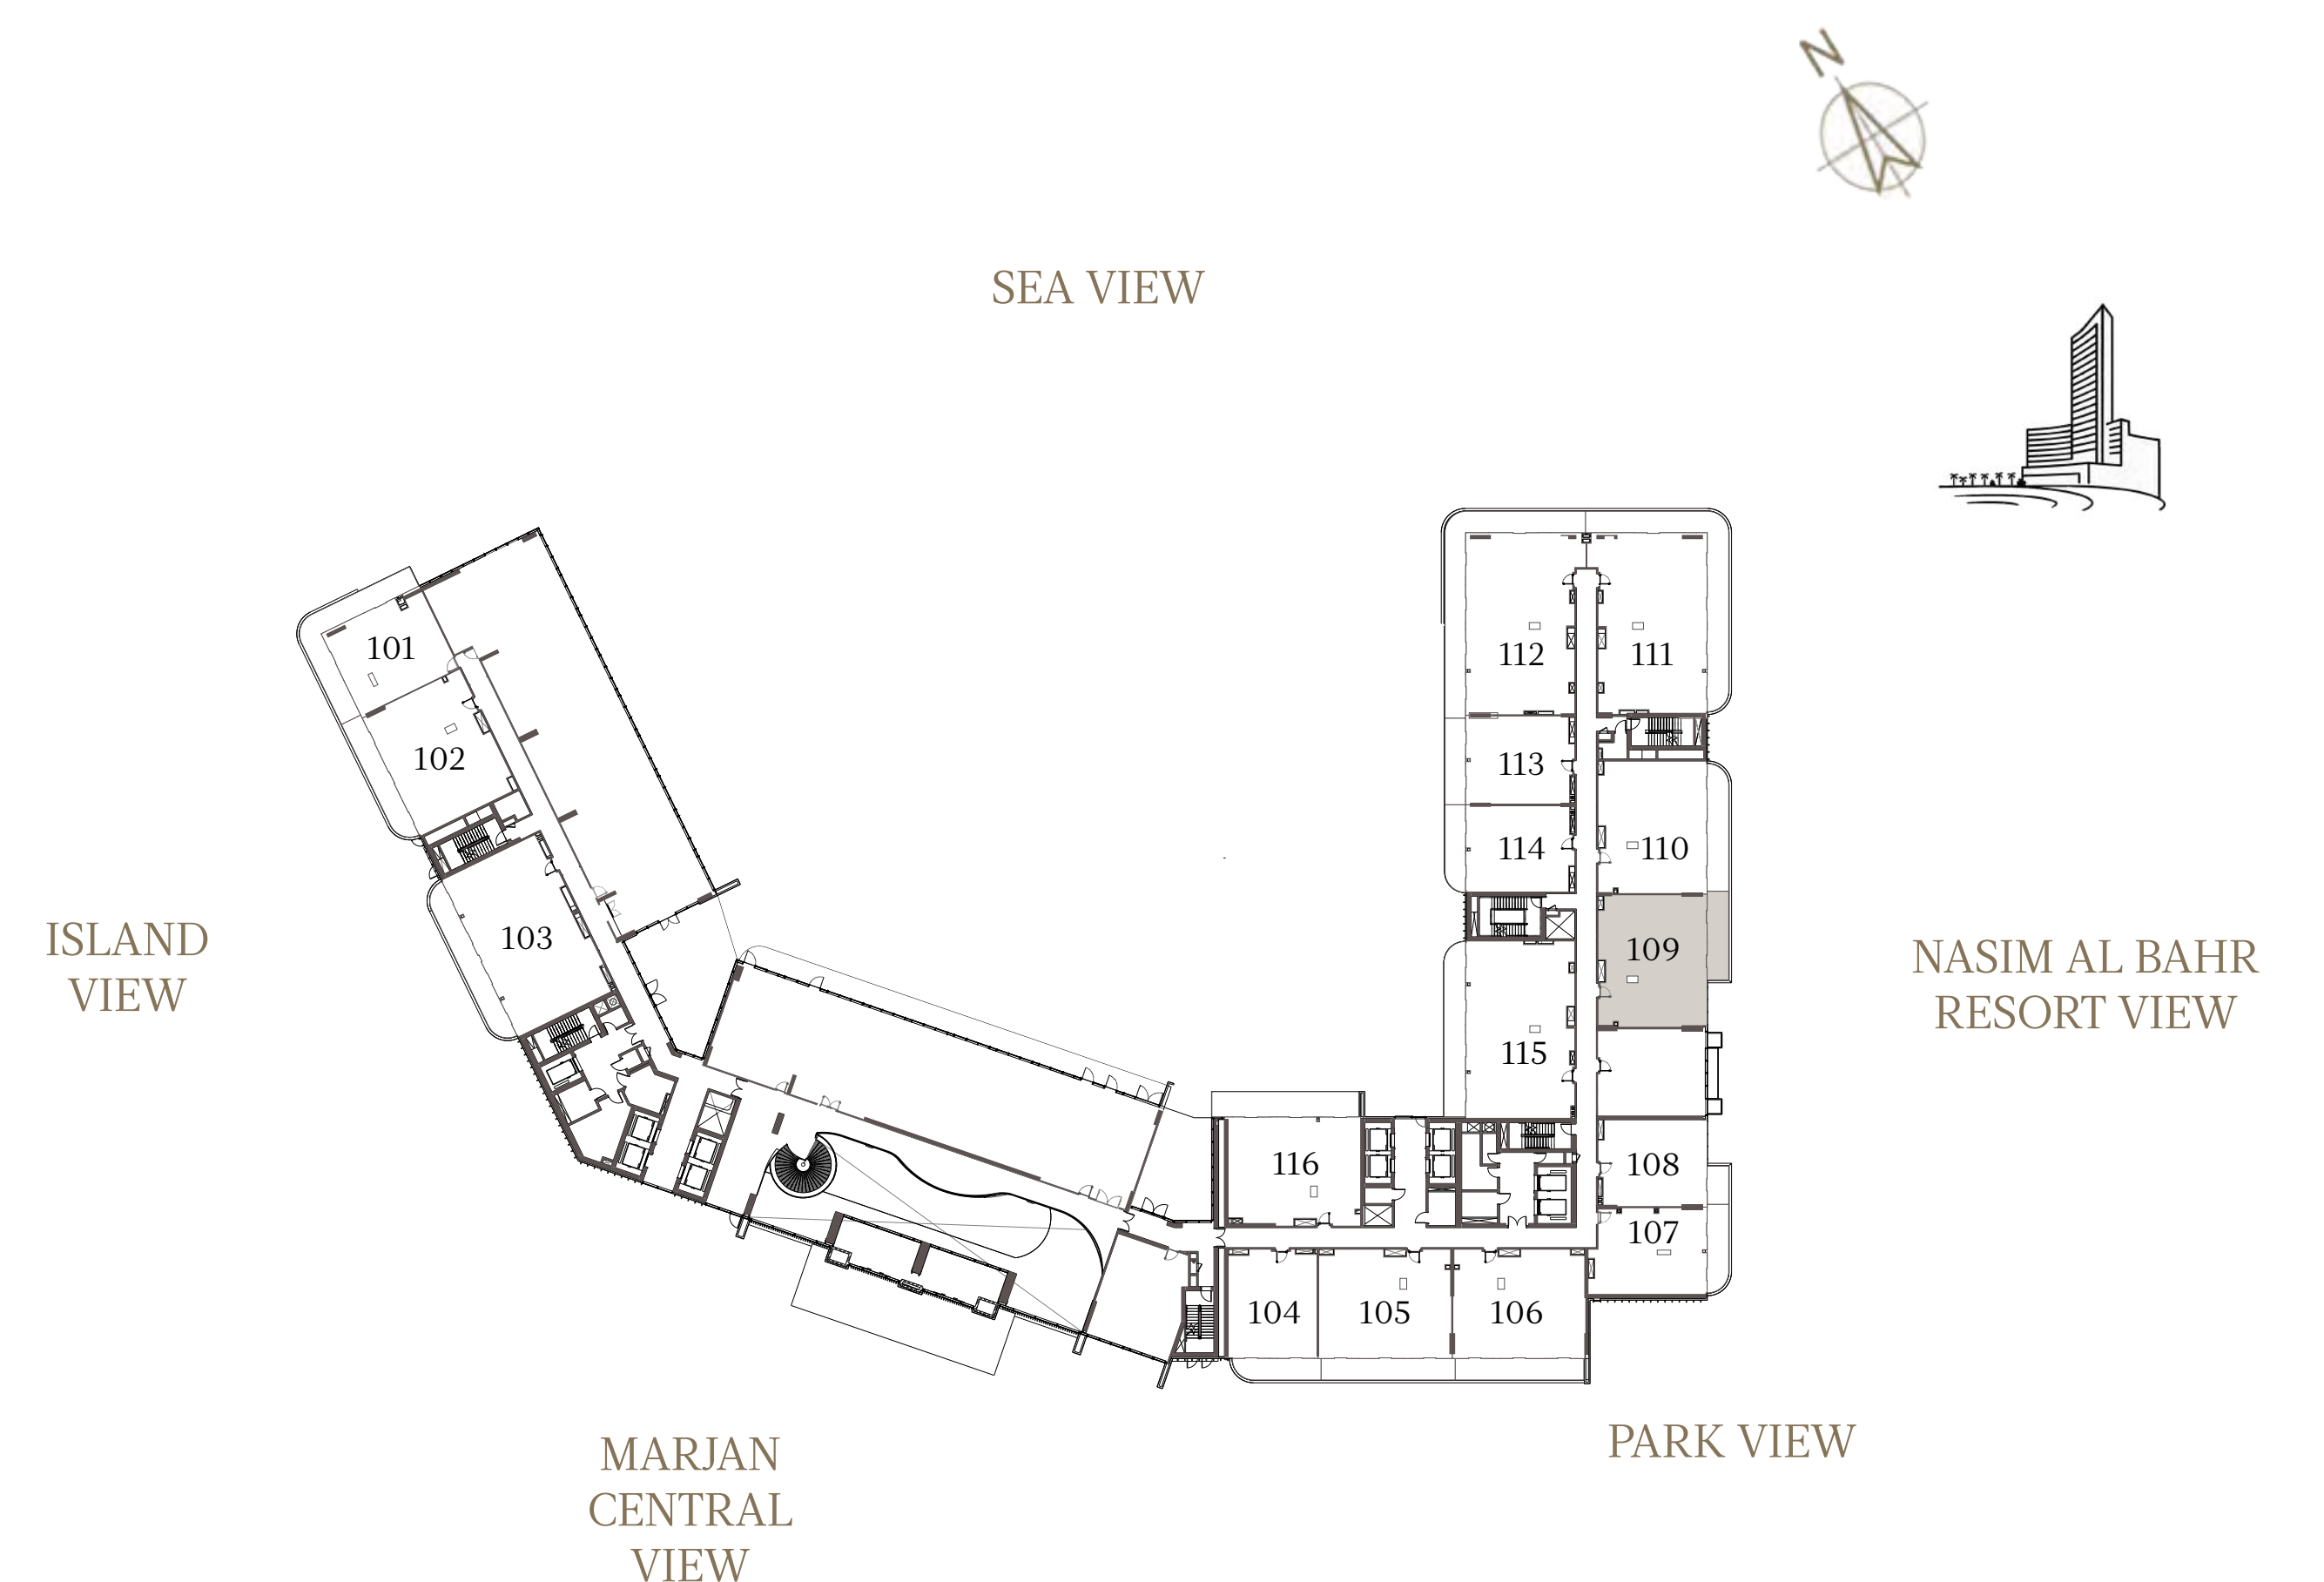 N
SEA VIEW
101
102
103
112
111
113
114
110
109
115
116
108
107
104
105
106
ISLAND
VIEW
NASIM AL BAHR
RESORT VIEW
MARJAN
CENTRAL
VIEW
PARK VIEW